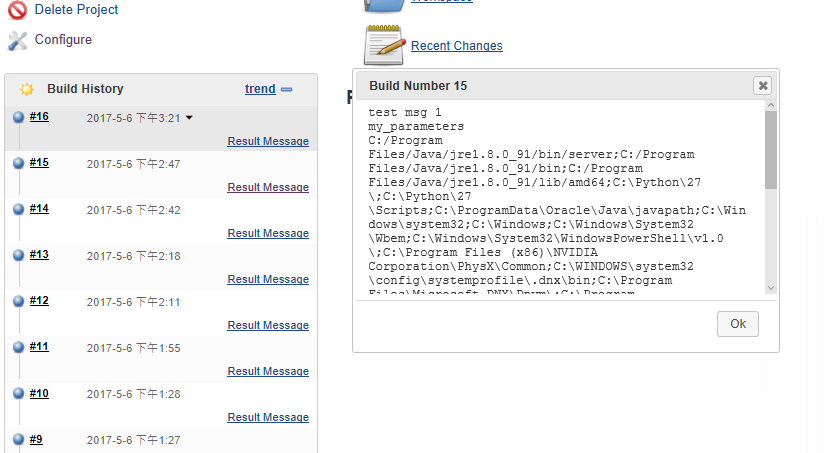 Delete Project
Configure
Build History
trend
#16
2017-5-6 下午3:21
Result Message
#15
2017-5-6 下午2:47
Result Message
#14
2017-5-6 下午2:42
Result Message
#13
2017-5-6 下午2:18
Result Message
#12
2017-5-6 下午2:11
Result Message
#11
2017-5-6 下午1:55
Result Message
#10
2017-5-6 下午1:28
Result Message
#9
2017-5-6 下午1:27
Workspace
Recent Changes
Build Number 15
test msg 1
my_parameters
C:/Program
Files/Java/jre1.8.0_91/bin/server;C:/Program
Files/Java/jre1.8.0_91/bin;C:/Program
Files/Java/jre1.8.0_91/lib/amd64;C:\Python\27
\;C:\Python\27
\Scripts;C:\ProgramData\Oracle\Java\javapath;C:\Win
dows\system32;C:\Windows;C:\Windows\System32
\Wbem;C:\Windows\System32\WindowsPowerShell\v1.0
\;C:\Program Files (x86)\NVIDIA
Corporation\PhysX\Common;C:\WINDOWS\system32
\config\systemprofile\.dnx\bin;C:\Program
Files\Microsoft DNX\Dnvm\;C:\Program
Ok